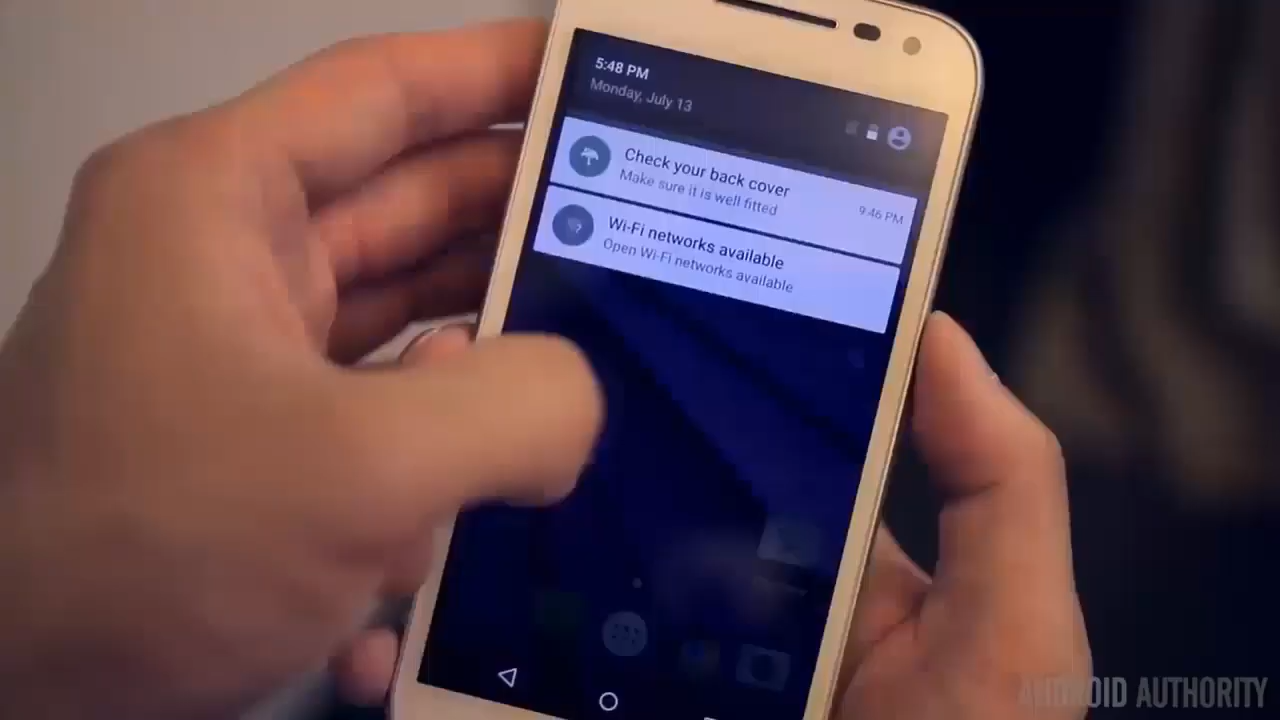 5:48 PM
Monday, July 13
Check your back cover
Make sure it is well fitted
9:46 PM
Wi-Fi networks available
Open Wi-Fi networks available
ANDROID AUTHORITY